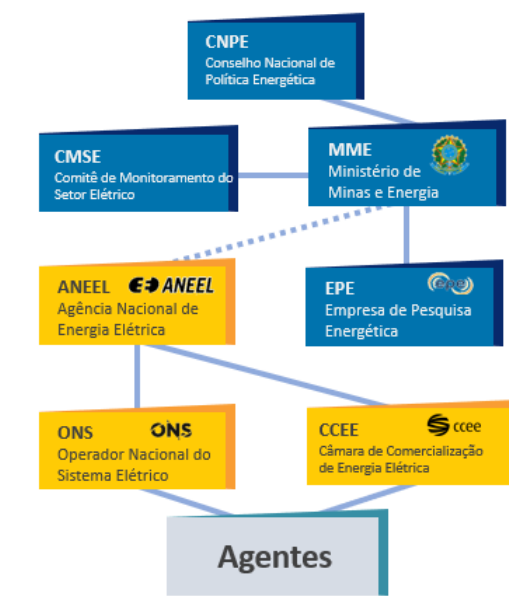 CNPE
Conselho Nacional de
Política Energética
CMSE
Comitê de Monitoramento do
Setor Elétrico
MME
Ministério de
Minas e Energia
ANEEL ANEEL
Agência Nacional de
Energia Elétrica
EPE epe
Empresa de Pesquisa
Energética
ONS ONS
Operador Nacional do
Sistema Elétrico
CCEE ccee
Câmara de Comercialização
de Energia Elétrica
Agentes